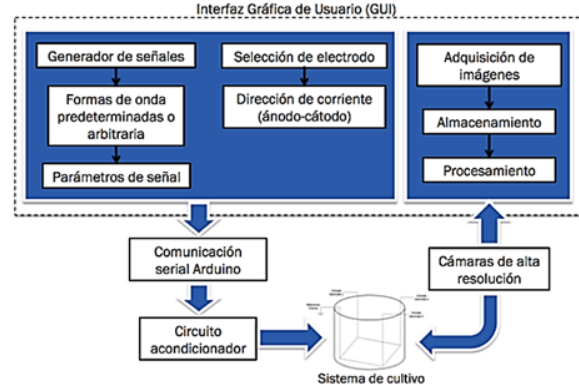 Interfaz Gráfica de Usuario (GUI)
Generador de señales
Formas de onda
predeterminadas o
arbitraria
Parámetros de señal
Selección de electrodo
Dirección de corriente
(ánodo-cátodo)
Adquisición de
imágenes
Almacenamiento
Procesamiento
Comunicación
serial Arduino
Circuito
acondicionador
Cámaras de alta
resolución
Sistema de cultivo